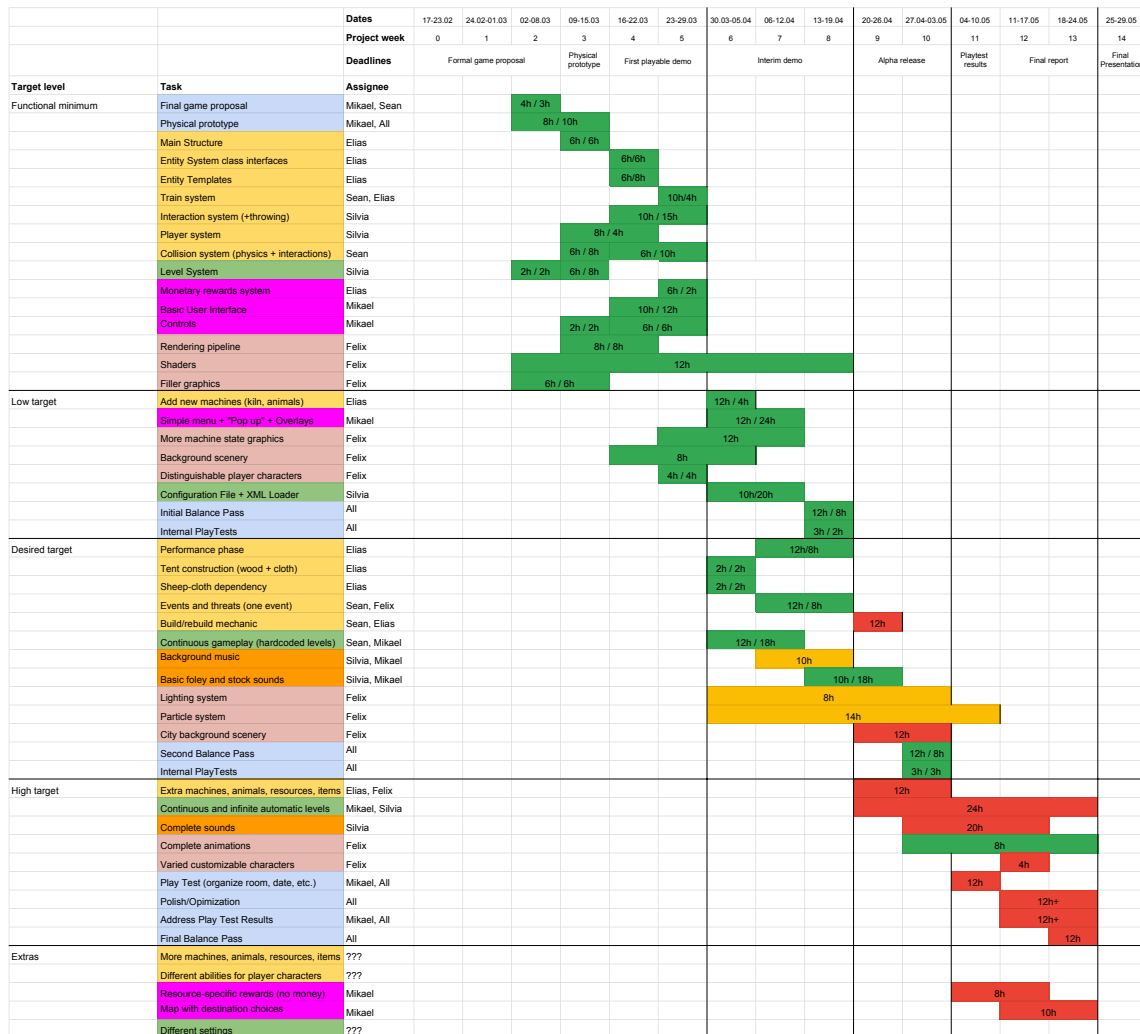 Dates 17-23.02 24.02-01.03 02-08.03 09-15.03 16-22.03 23-29.03 30.03-05.04 06-12.04 13-19.04 20-26.04 27.04-03.05 04-10.05 11-17.05 18-24.05 25-29.05
Project week 0 1 2 3 4 5 6 7 8 9 10 11 12 13 14
Deadlines Formal game proposal Physical prototype First playable demo Interim demo Alpha release Playtest results Final report Final Presentation
Target level Task Assignee
Functional minimum Final game proposal Mikael, Sean 4h / 3h
Physical prototype Mikael, All 8h / 10h
Main Structure Elias 6h / 6h
Entity System class interfaces Elias 6h/6h
Entity Templates Elias 6h/8h
Train system Sean, Elias 10h/4h
Interaction system (+throwing) Silvia 10h / 15h
Player system Silvia 8h / 4h
Collision system (physics + interactions) Sean 6h / 8h 6h / 10h
Level System Silvia 2h / 2h 6h / 8h
Monetary rewards system Elias 6h / 2h
Basic User Interface Mikael 10h / 12h
Controls Mikael 2h / 2h 6h / 6h
Rendering pipeline Felix 8h / 8h
Shaders Felix 12h
Filler graphics Felix 6h / 6h
Low target Add new machines (kiln, animals) Elias 12h / 4h
Simple menu + "Pop up" + Overlays Mikael 12h / 24h
More machine state graphics Felix 12h
Background scenery Felix 8h
Distinguishable player characters Felix 4h / 4h
Configuration File + XML Loader Silvia 10h/20h
Initial Balance Pass All 12h / 8h
Internal PlayTests All 3h / 2h
Desired target Performance phase Elias 12h/8h
Tent construction (wood + cloth) Elias 2h / 2h
Sheep-cloth dependency Elias 2h / 2h
Events and threats (one event) Sean, Felix 12h / 8h
Build/rebuild mechanic Sean, Elias 12h
Continuous gameplay (hardcoded levels) Sean, Mikael 12h / 18h
Background music Silvia, Mikael 10h
Basic foley and stock sounds Silvia, Mikael 10h / 18h
Lighting system Felix 8h
Particle system Felix 14h
City background scenery Felix 12h
Second Balance Pass All 12h / 8h
Internal PlayTests All 3h / 3h
High target Extra machines, animals, resources, items Elias, Felix 12h
Continuous and infinite automatic levels Mikael, Silvia 24h
Complete sounds Silvia 20h
Complete animations Felix 8h
Varied customizable characters Felix 4h
Play Test (organize room, date, etc.) Mikael, All 12h
Polish/Opimization All 12h+
Address Play Test Results Mikael, All 12h+
Final Balance Pass All 12h
Extras More machines, animals, resources, items ???
Different abilities for player characters ???
Resource-specific rewards (no money) Mikael 8h
Map with destination choices Mikael 10h
Different settings ???